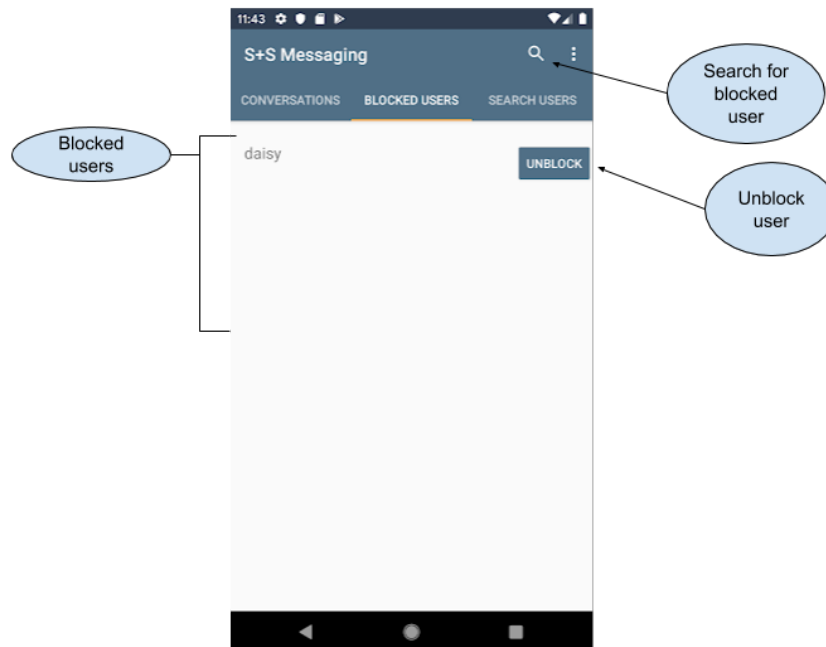 11:43
S+S Messaging
CONVERSATIONS BLOCKED USERS SEARCH USERS
daisy
UNBLOCK
Blocked
users
Search for
blocked
user
Unblock
user